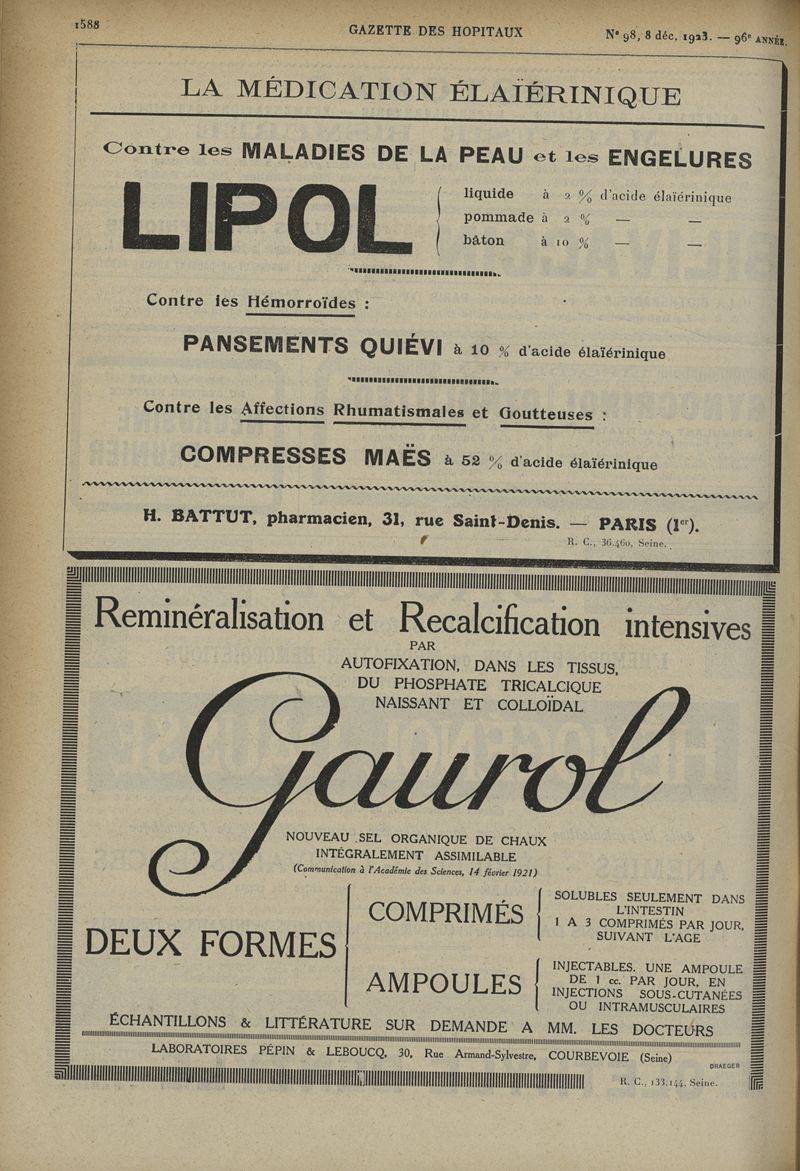 1588
GAZETTE DES HOPITAUX
N° 98, 8 déc. 1923. — 96e ANNÉE.
LA MÉDICATION ÉLAÏÉRINIQUE
Contre les MALADIES DE LA PEAU et les ENGELURES
LIPOL
liquide à 2 % d'acide élaïérinique
pommade à 2 % — —
bâton à 10 % — —
Contre les Hémorroïdes :
PANSEMENTS QUIÉVI à 10 % d'acide élaïérinique
Contre les Affections Rhumatismales et Goutteuses :
COMPRESSES MAËS à 52 % d'acide élaïérinique
H. BATTUT, pharmacien, 31, rue Saint-Denis. — PARIS (1er).
R. C., 36.460, Seine.
Reminéralisation et Recalcification intensives
PAR
AUTOFIXATION, DANS LES TISSUS,
DU PHOSPHATE TRICALCIQUE
NAISSANT ET COLLOÏDAL
Gaurol
NOUVEAU SEL ORGANIQUE DE CHAUX
INTÉGRALEMENT ASSIMILABLE
(Communication à l'Académie des Sciences, 14 février 1921)
DEUX FORMES
COMPRIMÉS
SOLUBLES SEULEMENT DANS
L'INTESTIN
1 A 3 COMPRIMÉS PAR JOUR,
SUIVANT L'AGE
AMPOULES
INJECTABLES. UNE AMPOULE
DE 1 cc. PAR JOUR, EN
INJECTIONS SOUS-CUTANÉES
OU INTRAMUSCULAIRES
ÉCHANTILLONS & LITTÉRATURE SUR DEMANDE A MM. LES DOCTEURS
LABORATOIRES PÉPIN & LEBOUCQ, 30, Rue Armand-Sylvestre, COURBEVOIE (Seine)
DRAEGER
R. C., 133.144, Seine.